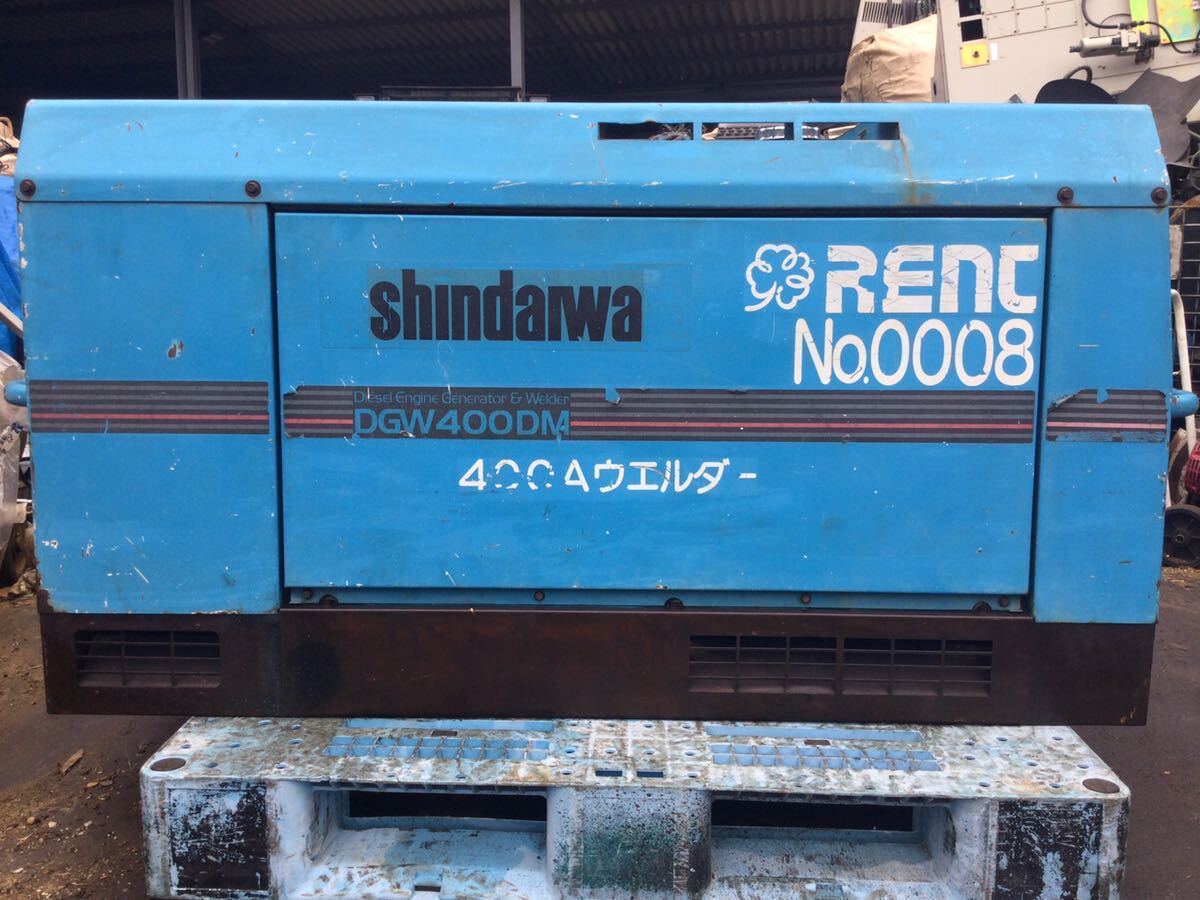 shindaiwa
RENT
No.0008
Diesel Engine Generator & Welder
DGW400DM
400Aウエルダー